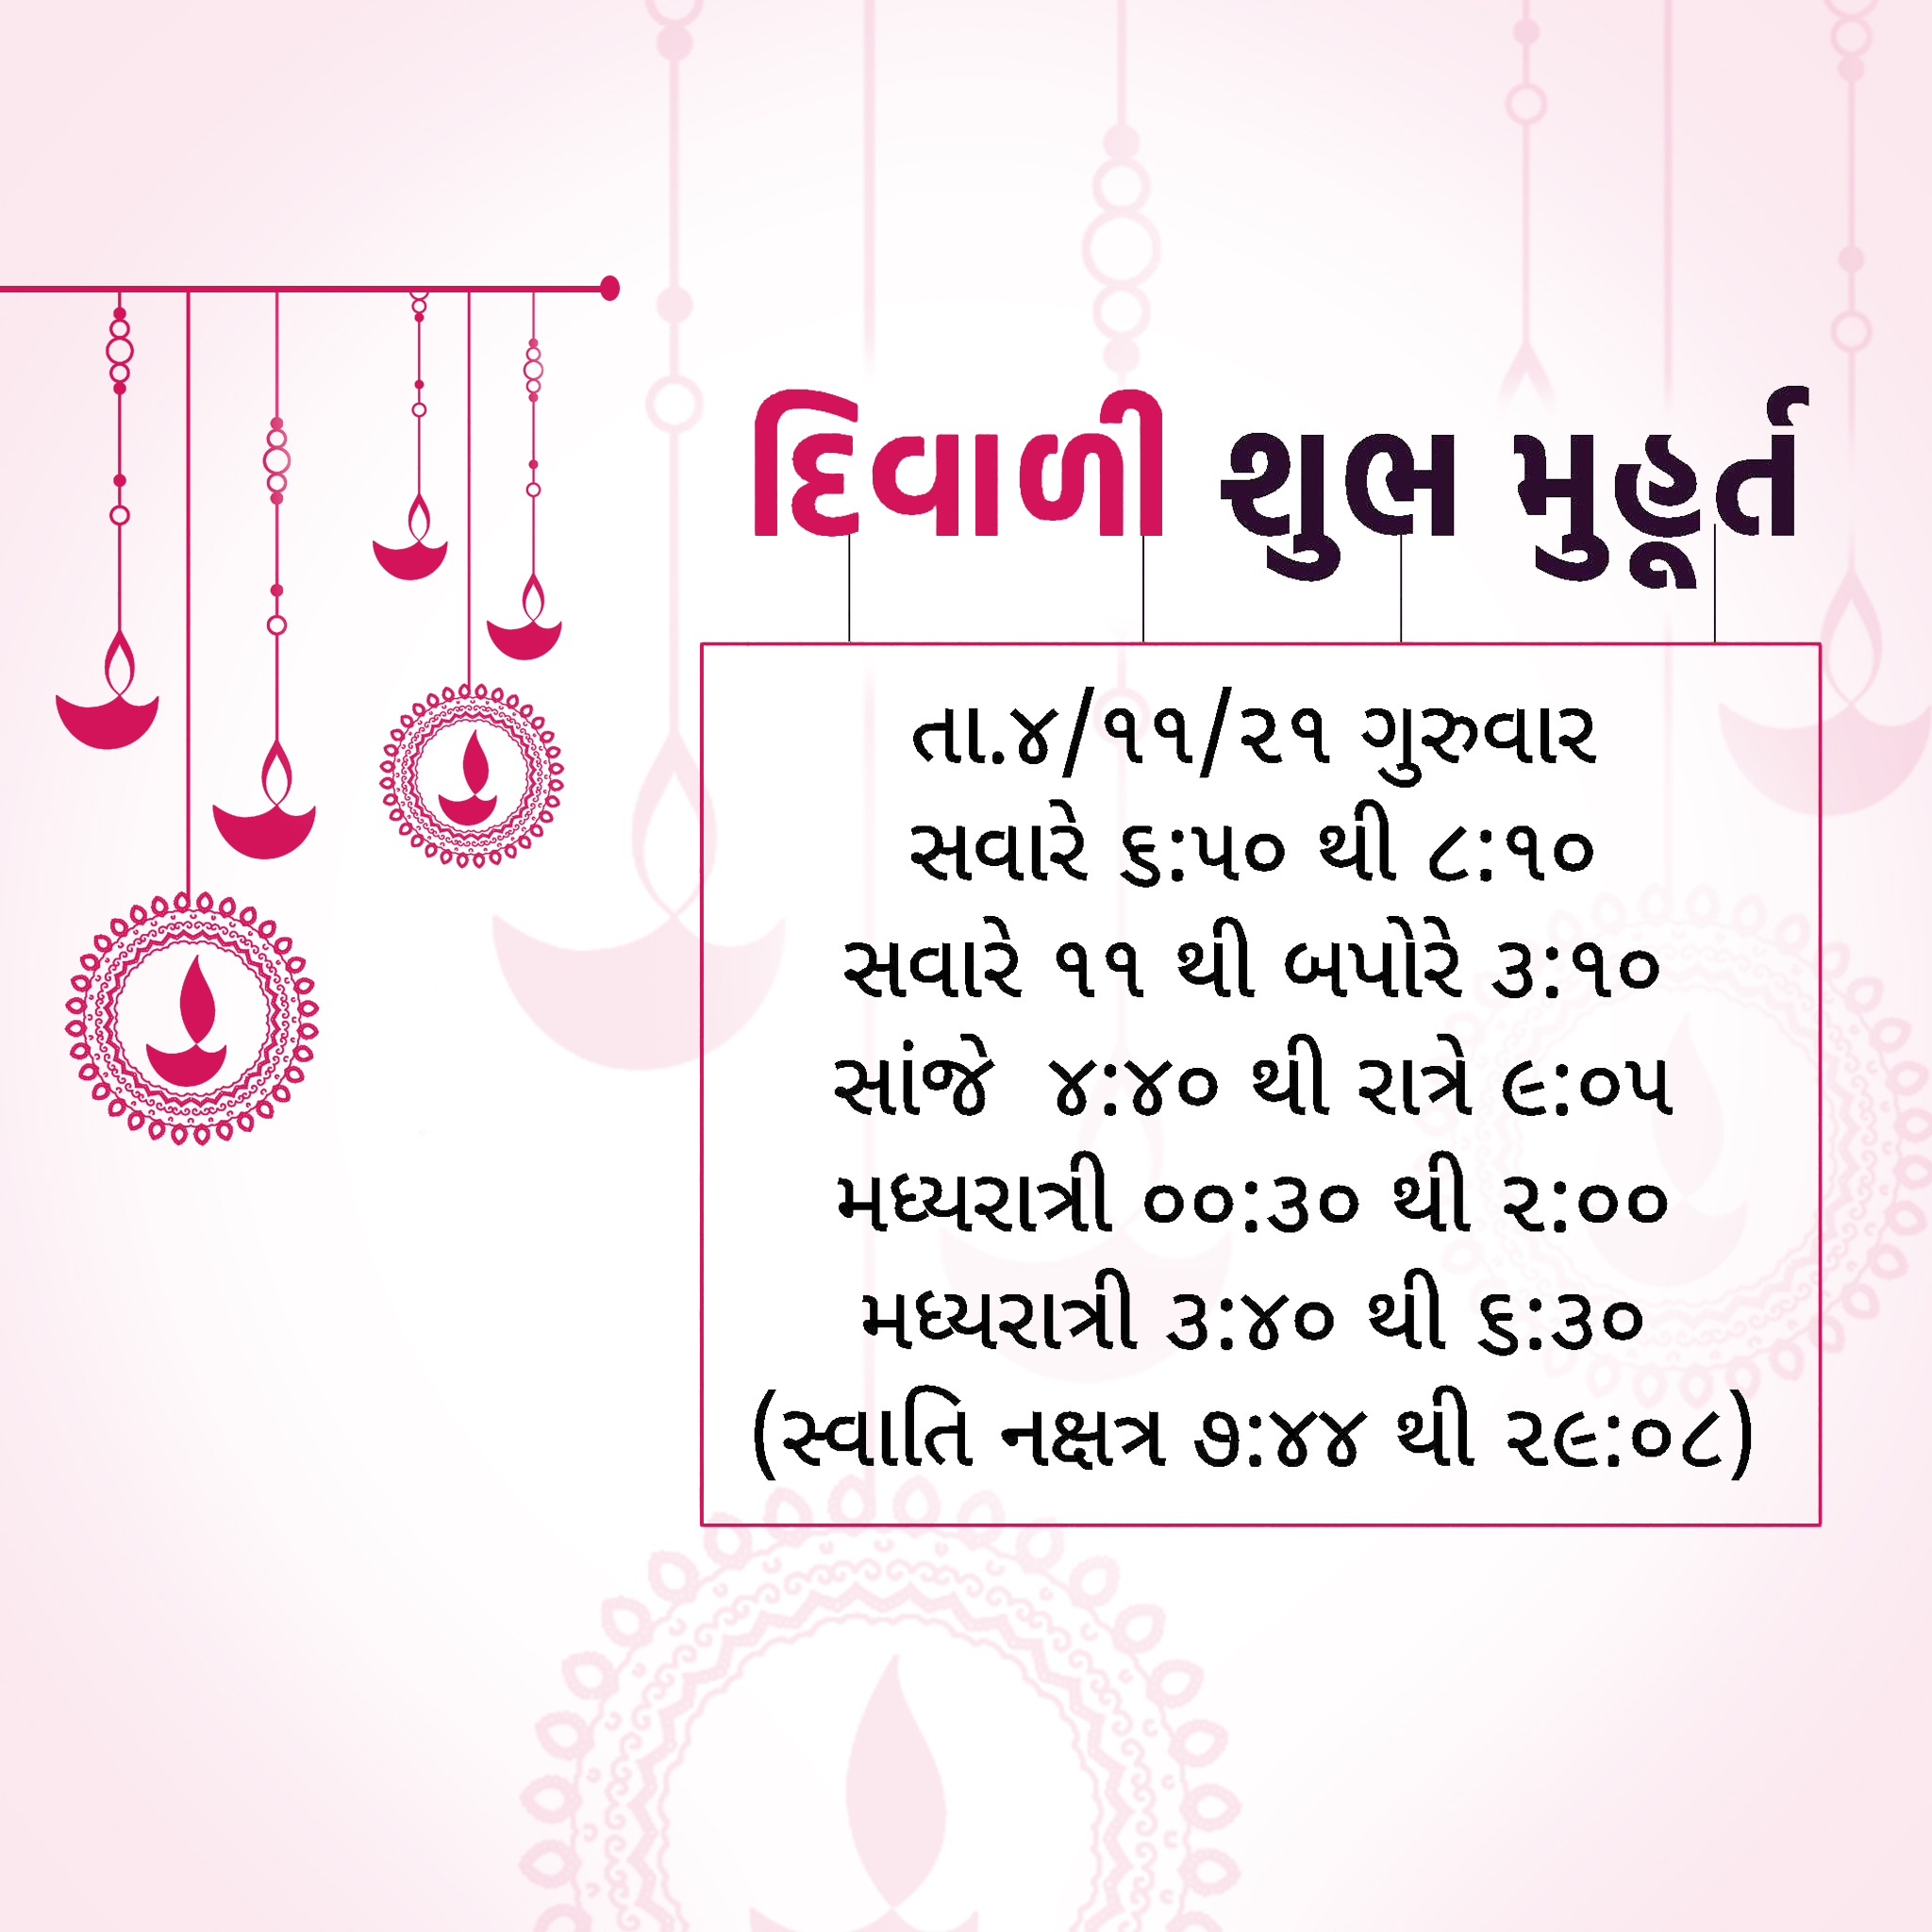 દિવાળી શુભ મુહૂર્ત
તા.૪/૧૧/૨૧ ગુરુવાર
સવારે ૬:૫૦ થી ૮:૧૦
સવારે ૧૧ થી બપોરે ૩:૧૦
સાંજે ૪:૪૦ થી રાત્રે ૯:૦૫
મધ્યરાત્રી ૦૦:૩૦ થી ૨:૦૦
મધ્યરાત્રી ૩:૪૦ થી ૬:૩૦
(સ્વાતિ નક્ષત્ર ૭:૪૪ થી ૨૯:૦૮)